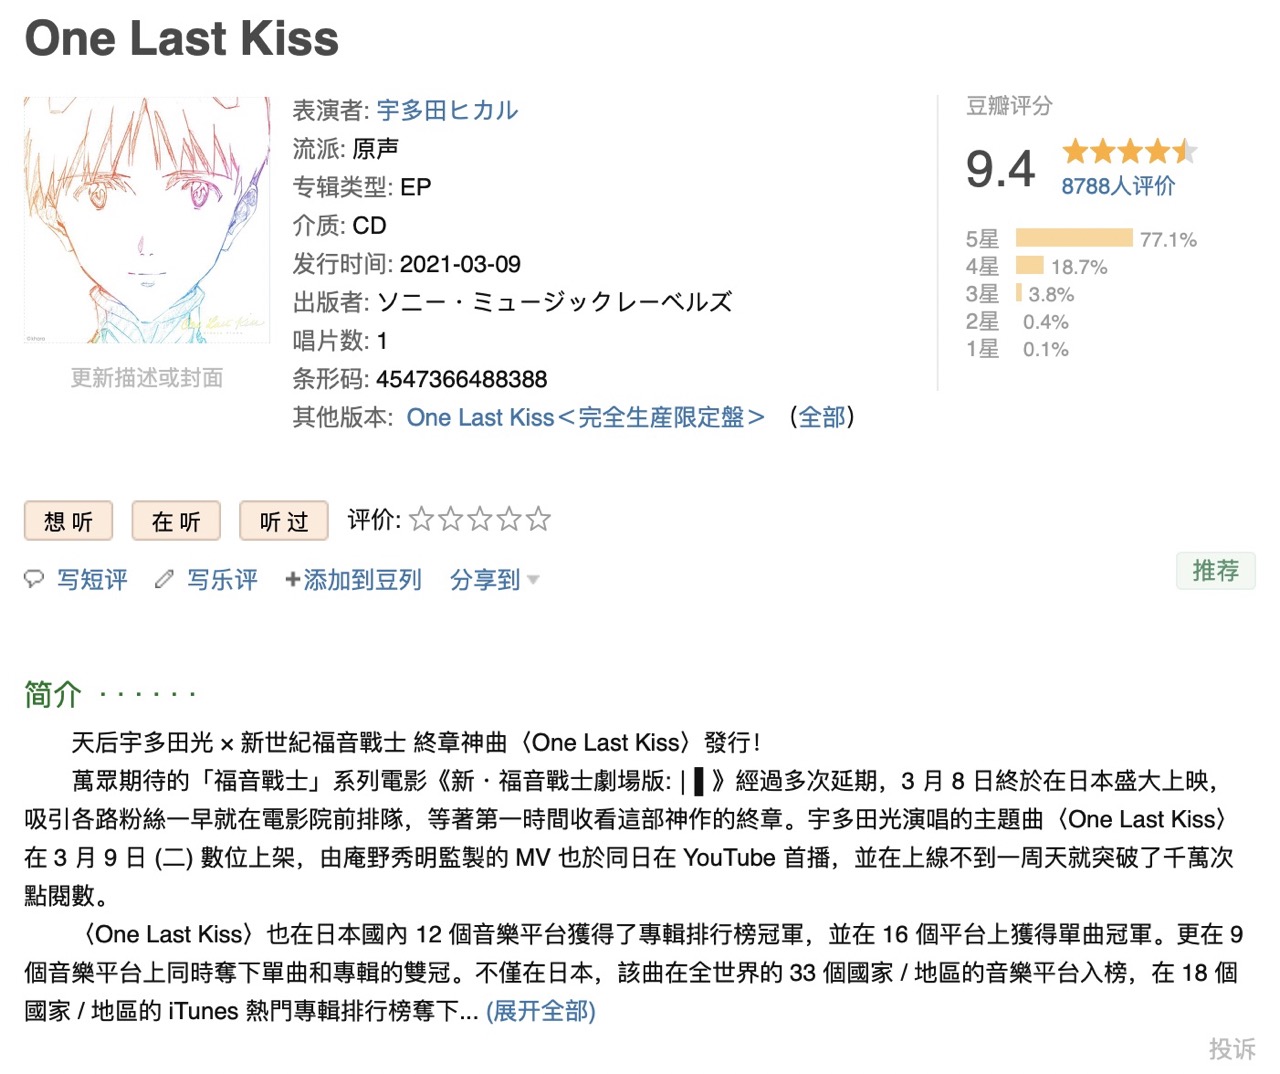 One Last Kiss
表演者: 宇多田ヒカル
流派: 原声
专辑类型: EP
介质: CD
发行时间: 2021-03-09
出版者: ソニー・ミュージックレーベルズ
唱片数: 1
条形码: 4547366488388
其他版本: One Last Kiss＜完全生産限定盤＞ （全部）
One Last Kiss
更新描述或封面
豆瓣评分
9.4
8788人评价
5星 77.1%
4星 18.7%
3星 3.8%
2星 0.4%
1星 0.1%
想听 在听 听过 评价:
写短评 写乐评 +添加到豆列 分享到
推荐
简介 · · · · · ·
天后宇多田光 × 新世紀福音戰士 終章神曲〈One Last Kiss〉發行！
萬眾期待的「福音戰士」系列電影《新・福音戰士劇場版: | ▌》經過多次延期，3 月 8 日終於在日本盛大上映，
吸引各路粉絲一早就在電影院前排隊，等著第一時間收看這部神作的終章。宇多田光演唱的主題曲〈One Last Kiss〉
在 3 月 9 日 (二) 數位上架，由庵野秀明監製的 MV 也於同日在 YouTube 首播，並在上線不到一周天就突破了千萬次
點閱數。
〈One Last Kiss〉也在日本國內 12 個音樂平台獲得了專輯排行榜冠軍，並在 16 個平台上獲得單曲冠軍。更在 9
個音樂平台上同時奪下單曲和專輯的雙冠。不僅在日本，該曲在全世界的 33 個國家 / 地區的音樂平台入榜，在 18 個
國家 / 地區的 iTunes 熱門專輯排行榜奪下... (展开全部)
投诉